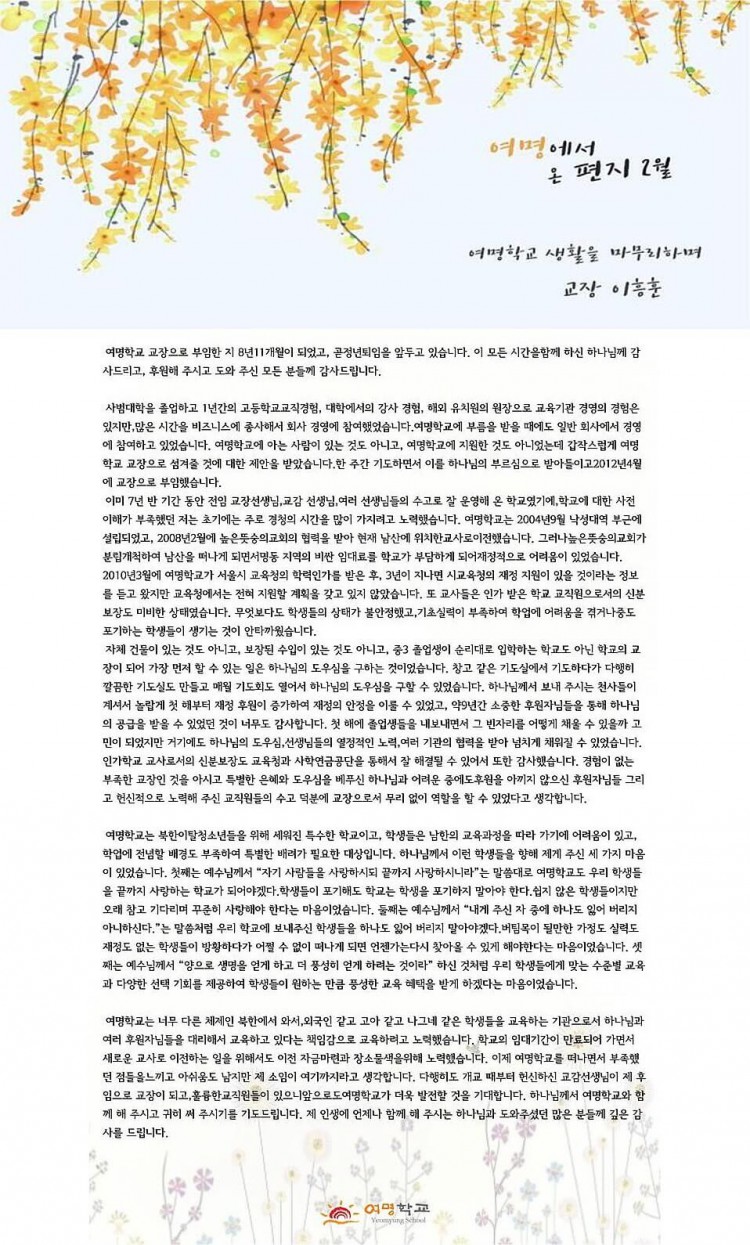 여명에서
온 편지 2월
여명학교 생활을 마무리하며
교장 이흥훈
여명학교 교장으로 부임한 지 8년11개월이 되었고, 곧정년퇴임을 앞두고 있습니다. 이 모든 시간을함께 하신 하나님께 감
사드리고, 후원해 주시고 도와 주신 모든 분들께 감사드립니다.
사범대학을 졸업하고 1년간의 고등학교교직경험, 대학에서의 강사 경험, 해외 유치원의 원장으로 교육기관 경영의 경험은
있지만,많은 시간을 비즈니스에 종사해서 회사 경영에 참여했었습니다.여명학교에 부름을 받을 때에도 일반 회사에서 경영
에 참여하고 있었습니다. 여명학교에 아는 사람이 있는 것도 아니고, 여명학교에 지원한 것도 아니었는데 갑작스럽게 여명
학교 교장으로 섬겨줄 것에 대한 제안을 받았습니다.한 주간 기도하면서 이를 하나님의 부르심으로 받아들이고2012년4월
에 교장으로 부임했습니다.
이미 7년 반 기간 동안 전임 교장선생님,교감 선생님,여러 선생님들의 수고로 잘 운영해 온 학교였기에,학교에 대한 사전
이해가 부족했던 저는 초기에는 주로 경청의 시간을 많이 가지려고 노력했습니다. 여명학교는 2004년9월 낙성대역 부근에
설립되었고, 2008년2월에 높은뜻숭의교회의 협력을 받아 현재 남산에 위치한교사로이전했습니다. 그러나높은뜻숭의교회가
분립개척하여 남산을 떠나게 되면서명동 지역의 비싼 임대료를 학교가 부담하게 되어재정적으로 어려움이 있었습니다.
2010년3월에 여명학교가 서울시 교육청의 학력인가를 받은 후, 3년이 지나면 시교육청의 재정 지원이 있을 것이라는 정보
를 듣고 왔지만 교육청에서는 전혀 지원할 계획을 갖고 있지 않았습니다. 또 교사들은 인가 받은 학교 교직원으로서의 신분
보장도 미비한 상태였습니다. 무엇보다도 학생들의 상태가 불안정했고,기초실력이 부족하여 학업에 어려움을 겪거나중도
포기하는 학생들이 생기는 것이 안타까웠습니다.
자체 건물이 있는 것도 아니고, 보장된 수입이 있는 것도 아니고, 중3 졸업생이 순리대로 입학하는 학교도 아닌 학교의 교
장이 되어 가장 먼저 할 수 있는 일은 하나님의 도우심을 구하는 것이었습니다. 창고 같은 기도실에서 기도하다가 다행히
깔끔한 기도실도 만들고 매월 기도회도 열어서 하나님의 도우심을 구할 수 있었습니다. 하나님께서 보내 주시는 천사들이
계셔서 놀랍게 첫 해부터 재정 후원이 증가하여 재정의 안정을 이룰 수 있었고, 약9년간 소중한 후원자님들을 통해 하나님
의 공급을 받을 수 있었던 것이 너무도 감사합니다. 첫 해에 졸업생들을 내보내면서 그 빈자리를 어떻게 채울 수 있을까 고
민이 되었지만 거기에도 하나님의 도우심,선생님들의 열정적인 노력,여러 기관의 협력을 받아 넘치게 채워질 수 있었습니다.
인가학교 교사로서의 신분보장도 교육청과 사학연금공단을 통해서 잘 해결될 수 있어서 또한 감사했습니다. 경험이 없는
부족한 교장인 것을 아시고 특별한 은혜와 도우심을 베푸신 하나님과 어려운 중에도후원을 아끼지 않으신 후원자님들 그리
고 헌신적으로 노력해 주신 교직원들의 수고 덕분에 교장으로서 무리 없이 역할을 할 수 있었다고 생각합니다.
여명학교는 북한이탈청소년들을 위해 세워진 특수한 학교이고, 학생들은 남한의 교육과정을 따라 가기에 어려움이 있고,
학업에 전념할 배경도 부족하여 특별한 배려가 필요한 대상입니다. 하나님께서 이런 학생들을 향해 제게 주신 세 가지 마음
이 있었습니다. 첫째는 예수님께서 “자기 사람들을 사랑하시되 끝까지 사랑하시니라”는 말씀대로 여명학교도 우리 학생들
을 끝까지 사랑하는 학교가 되어야겠다.학생들이 포기해도 학교는 학생을 포기하지 말아야 한다.쉽지 않은 학생들이지만
오래 참고 기다리며 꾸준히 사랑해야 한다는 마음이었습니다. 둘째는 예수님께서 “내게 주신 자 중에 하나도 잃어 버리지
아니하신다.”는 말씀처럼 우리 학교에 보내주신 학생들을 하나도 잃어 버리지 말아야겠다.버팀목이 될만한 가정도 실력도
재정도 없는 학생들이 방황하다가 어쩔 수 없이 떠나게 되면 언젠가는다시 찾아올 수 있게 해야한다는 마음이었습니다. 셋
째는 예수님께서 “양으로 생명을 얻게 하고 더 풍성히 얻게 하려는 것이라” 하신 것처럼 우리 학생들에게 맞는 수준별 교육
과 다양한 선택 기회를 제공하여 학생들이 원하는 만큼 풍성한 교육 혜택을 받게 하겠다는 마음이었습니다.
여명학교는 너무 다른 체제인 북한에서 와서,외국인 같고 고아 같고 나그네 같은 학생들을 교육하는 기관으로서 하나님과
여러 후원자님들을 대리해서 교육하고 있다는 책임감으로 교육하려고 노력했습니다. 학교의 임대기간이 만료되어 가면서
새로운 교사로 이전하는 일을 위해서도 이전 자금마련과 장소물색을위해 노력했습니다. 이제 여명학교를 떠나면서 부족했
던 점들을느끼고 아쉬움도 남지만 제 소임이 여기까지라고 생각합니다. 다행히도 개교 때부터 헌신하신 교감선생님이 제 후
임으로 교장이 되고,훌륭한교직원들이 있으니앞으로도여명학교가 더욱 발전할 것을 기대합니다. 하나님께서 여명학교와 함
께 해 주시고 귀히 써 주시기를 기도드립니다. 제 인생에 언제나 함께 해 주시는 하나님과 도와주셨던 많은 분들께 깊은 감
사를 드립니다.
여명학교
Yeomyung School